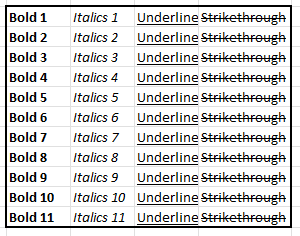 Bold 1 Italics 1 Underline Strikethrough
Bold 2 Italics 2 Underline Strikethrough
Bold 3 Italics 3 Underline Strikethrough
Bold 4 Italics 4 Underline Strikethrough
Bold 5 Italics 5 Underline Strikethrough
Bold 6 Italics 6 Underline Strikethrough
Bold 7 Italics 7 Underline Strikethrough
Bold 8 Italics 8 Underline Strikethrough
Bold 9 Italics 9 Underline Strikethrough
Bold 10 Italics 10 Underline Strikethrough
Bold 11 Italics 11 Underline Strikethrough